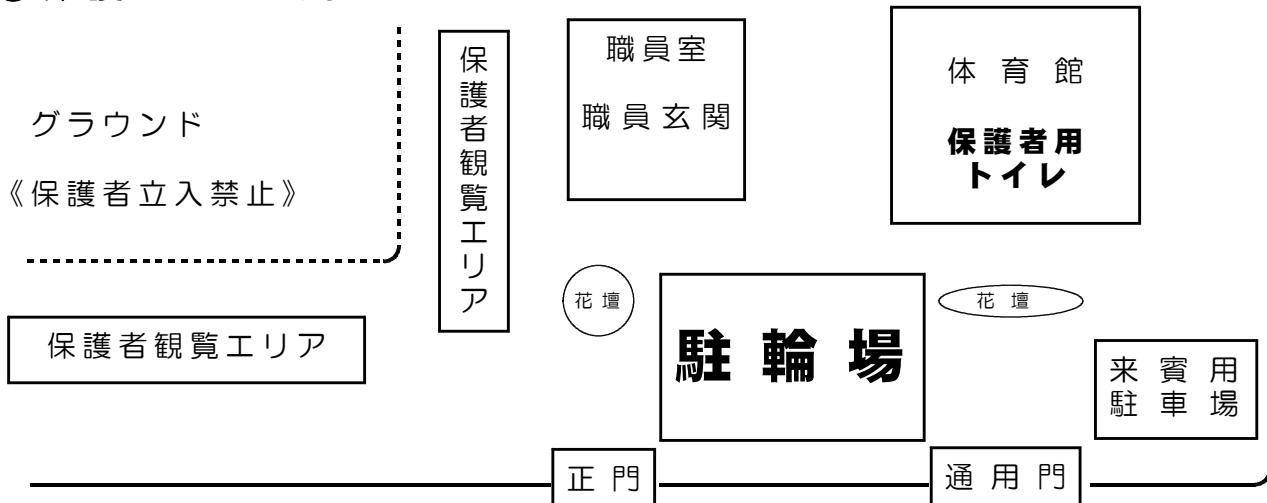 グラウンド
《保護者立入禁止》
保護者観覧エリア
保護者観覧エリア
職員室
職員玄関
体育館
保護者用
トイレ
花壇
駐輪場
花壇
来賓用
駐車場
正門
通用門